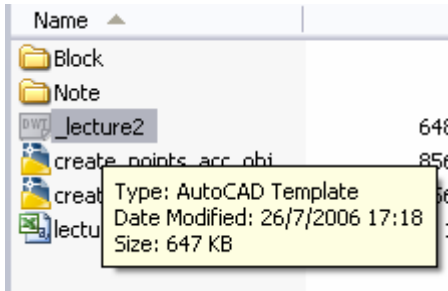 Name
Block
Note
_lecture2 648
create_points_acc_obj 856
creat
lectu
Type: AutoCAD Template
Date Modified: 26/7/2006 17:18
Size: 647 KB